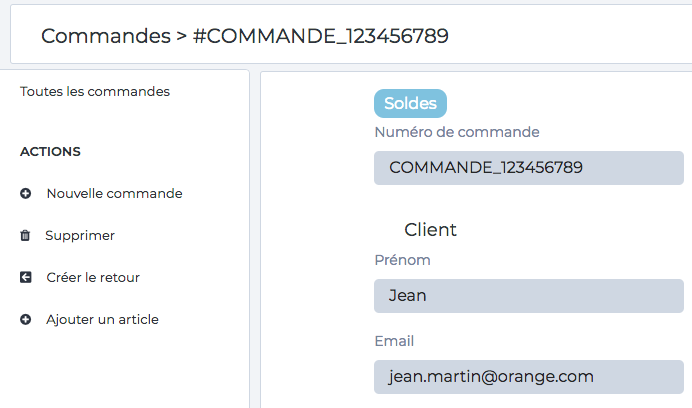 Commandes > #COMMANDE_123456789
Toutes les commandes
ACTIONS
Nouvelle commande
Supprimer
Créer le retour
Ajouter un article
Soldes
Numéro de commande
COMMANDE_123456789
Client
Prénom
Jean
Email
jean.martin@orange.com